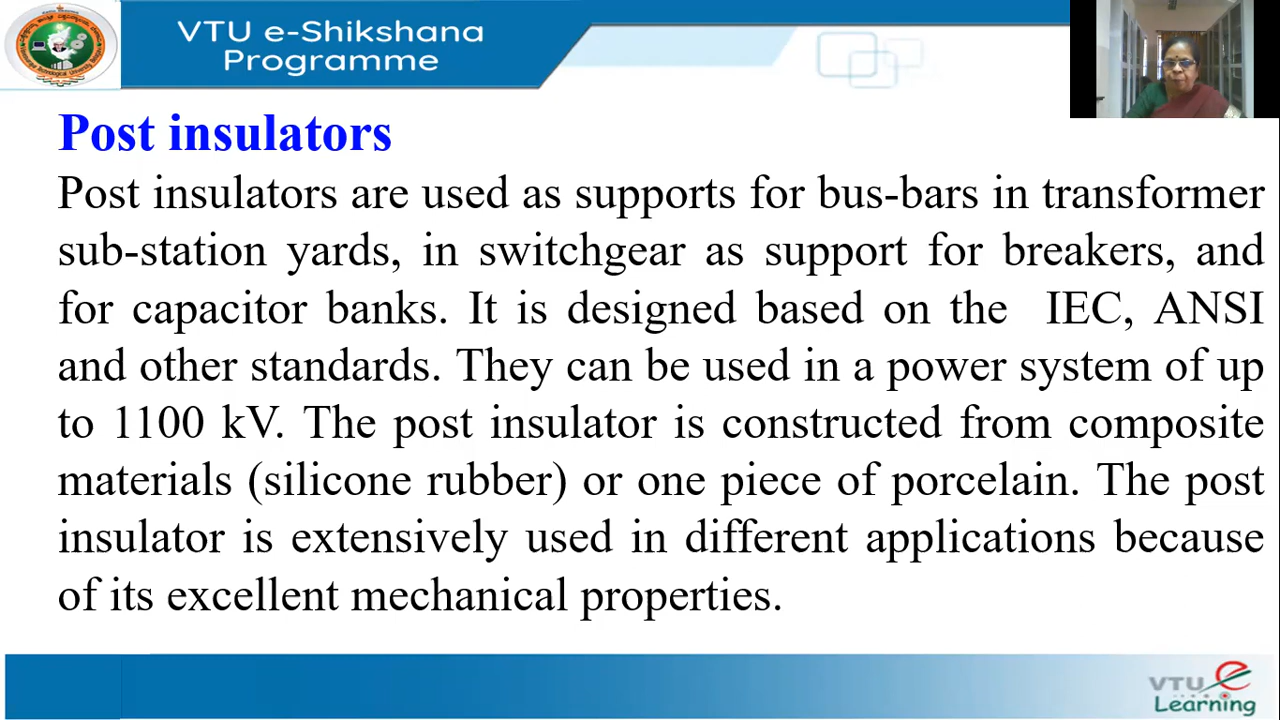 VTU e-Shikshana
Programme
Post insulators
Post insulators are used as supports for bus-bars in transformer
sub-station yards, in switchgear as support for breakers, and
for capacitor banks. It is designed based on the IEC, ANSI
and other standards. They can be used in a power system of up
to 1100 kV. The post insulator is constructed from composite
materials (silicone rubber) or one piece of porcelain. The post
insulator is extensively used in different applications because
of its excellent mechanical properties.
VTU e
Learning